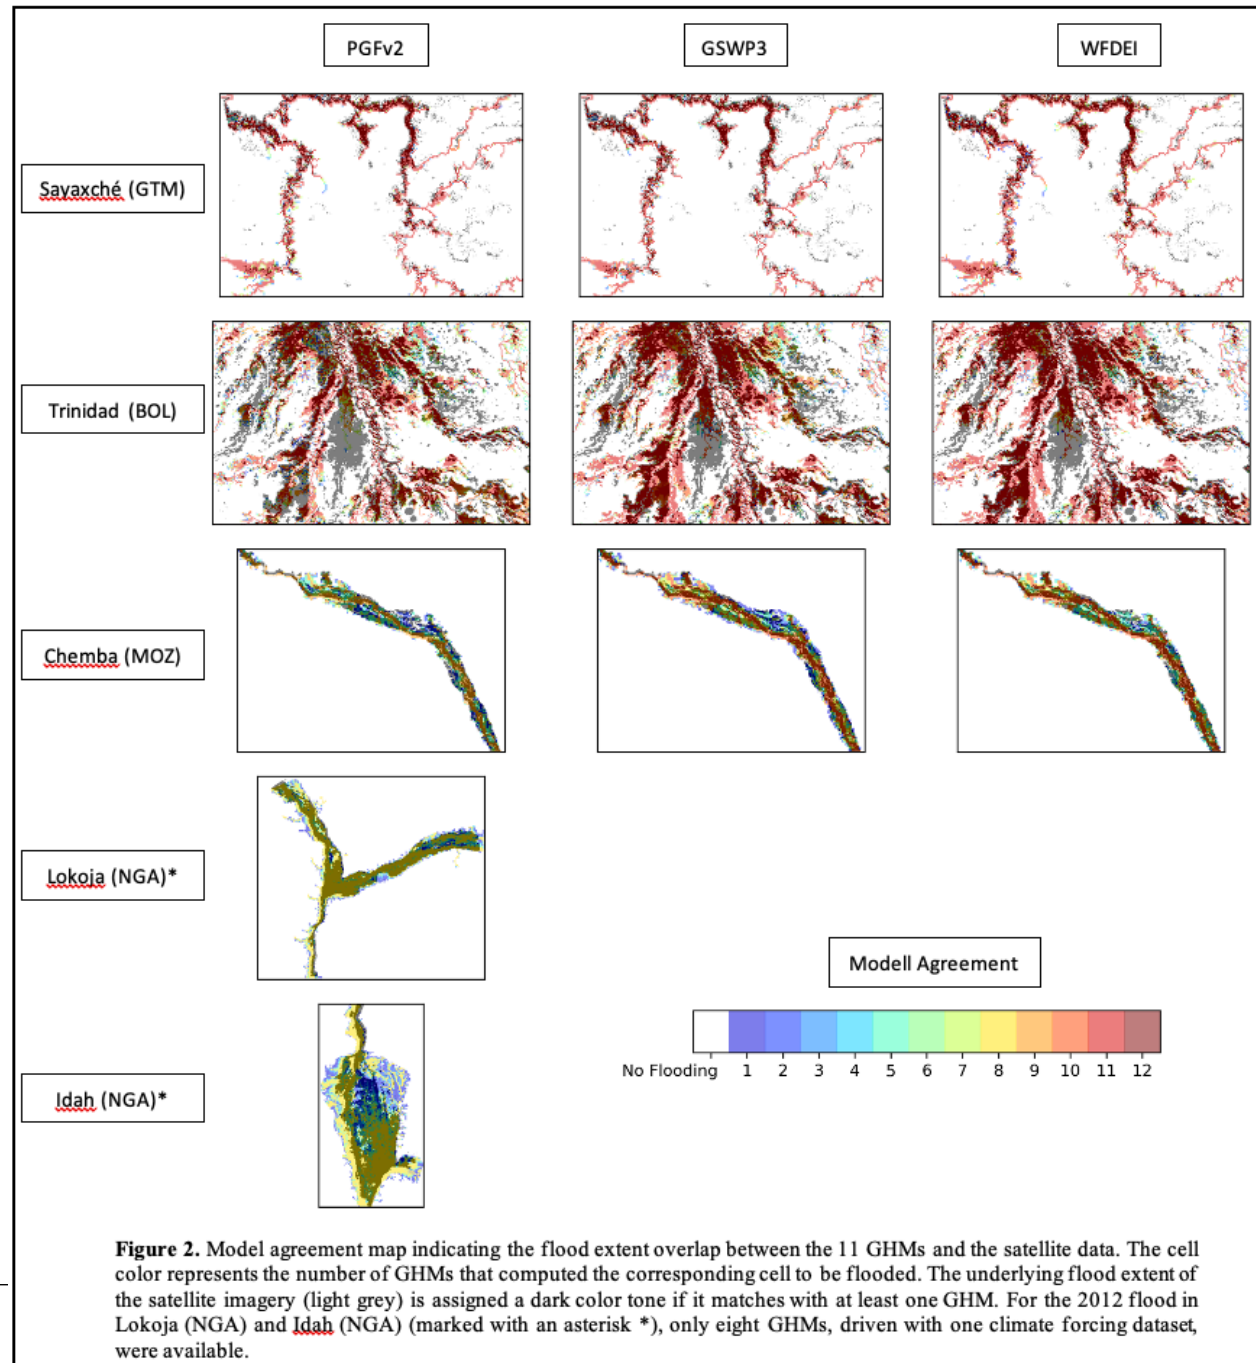 PGFv2
GSWP3
WFDEI
Sayaxché (GTM)
Trinidad (BOL)
Chemba (MOZ)
Lokoja (NGA)*
Modell Agreement
No Flooding 1 2 3 4 5 6 7 8 9 10 11 12
Idah (NGA)*
Figure 2. Model agreement map indicating the flood extent overlap between the 11 GHMs and the satellite data. The cell
color represents the number of GHMs that computed the corresponding cell to be flooded. The underlying flood extent of
the satellite imagery (light grey) is assigned a dark color tone if it matches with at least one GHM. For the 2012 flood in
Lokoja (NGA) and Idah (NGA) (marked with an asterisk *), only eight GHMs, driven with one climate forcing dataset,
were available.